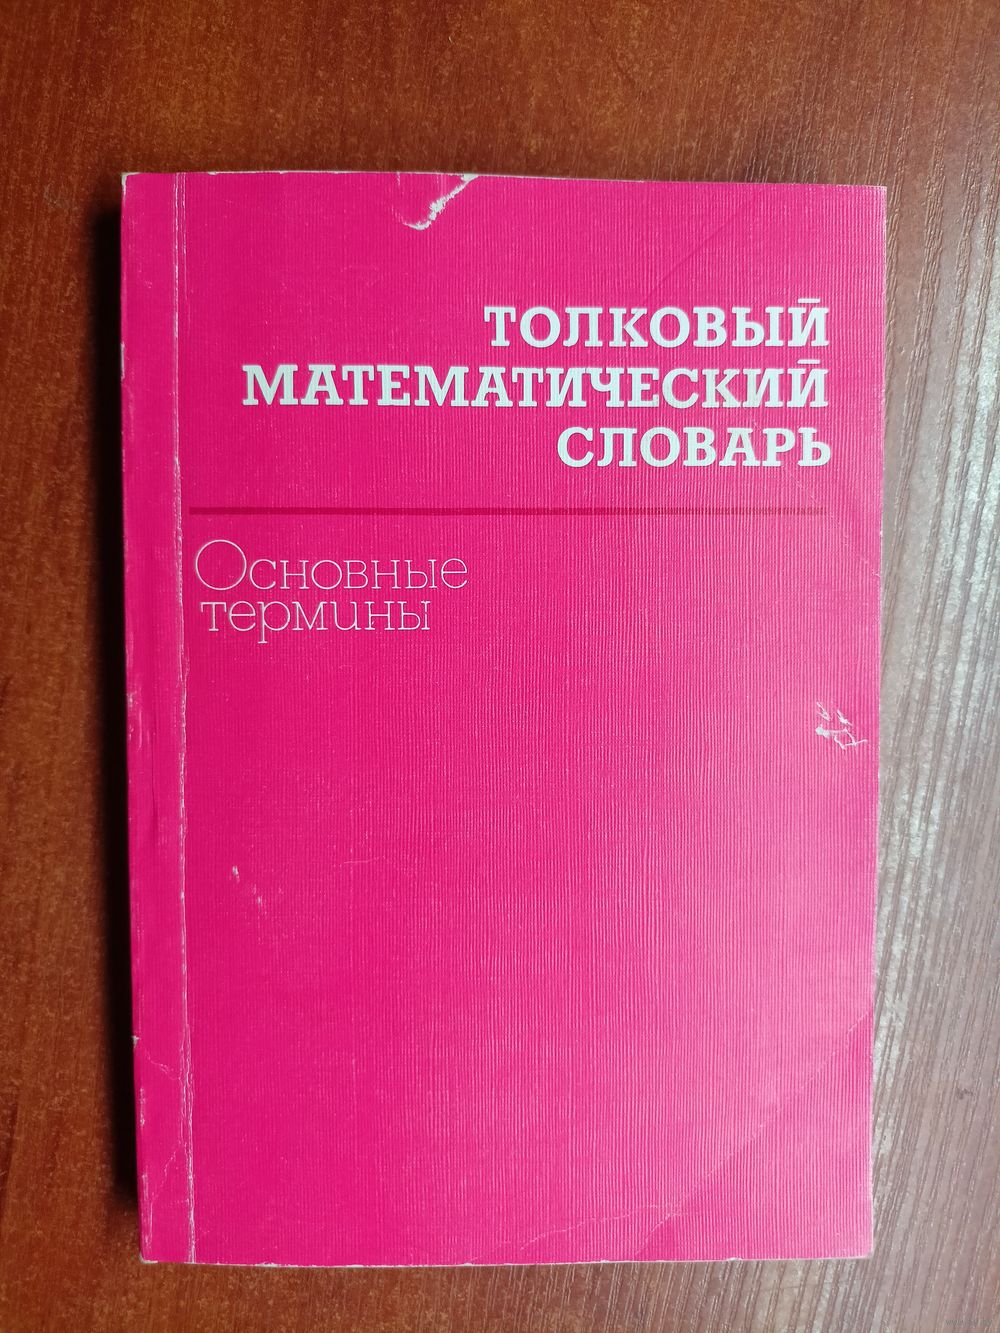 ТОЛКОВЫЙ
МАТЕМАТИЧЕСКИЙ
СЛОВАРЬ
Основные
термины